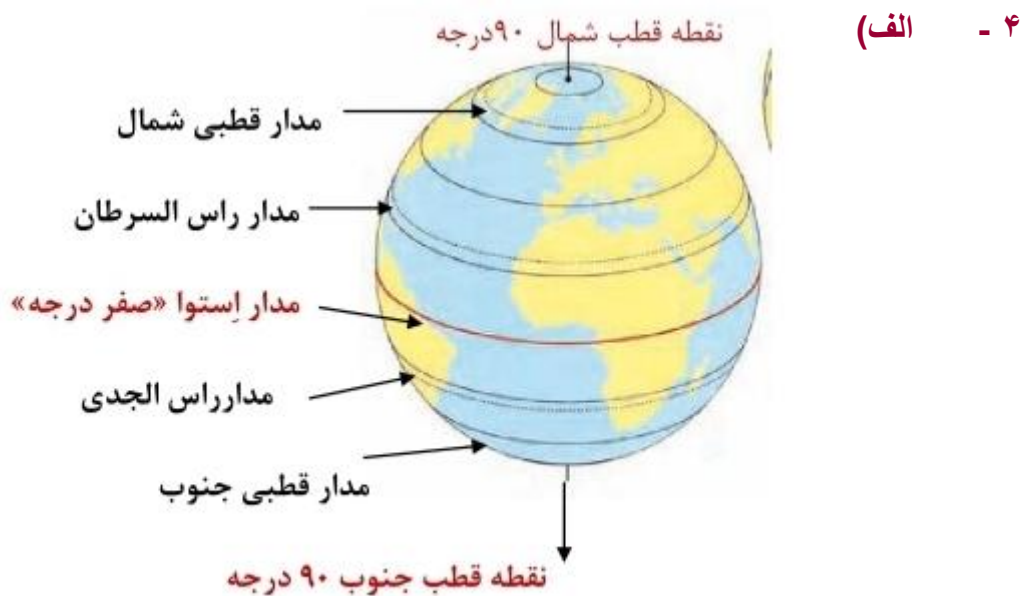 ۴ - الف)
نقطه قطب شمال ۹۰درجه
مدار قطبی شمال
مدار راس السرطان
مدار اِستوا «صفر درجه»
مدارراس الجدی
مدار قطبی جنوب
نقطه قطب جنوب ۹۰ درجه